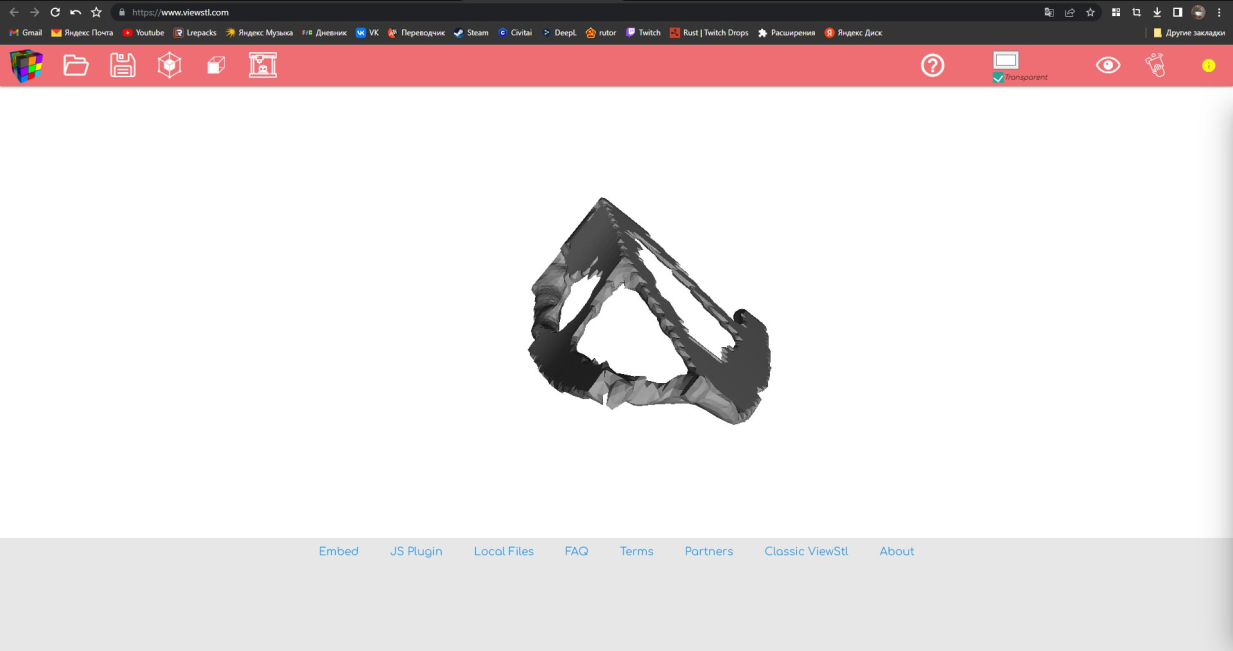 https://www.viewstl.com
Gmail Яндекс Почта Youtube Lrepacks Яндекс Музыка Дневник VK Переводчик Steam Civitai DeepL rutor Twitch Rust | Twitch Drops Расширения Яндекс Диск Другие закладки
Transparent
Embed JS Plugin Local Files FAQ Terms Partners Classic ViewStl About